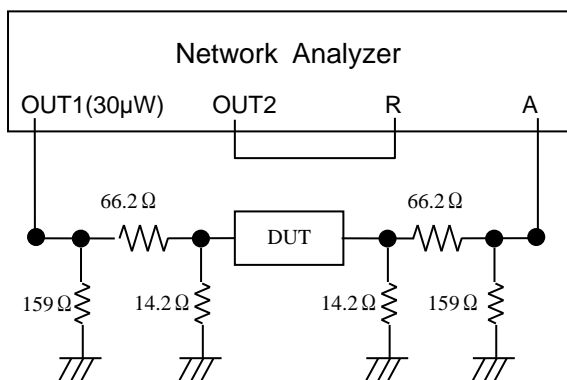 Network Analyzer
OUT1(30µW) OUT2 R A
66.2 Ω 66.2 Ω
DUT
159 Ω 14.2 Ω 14.2 Ω 159 Ω